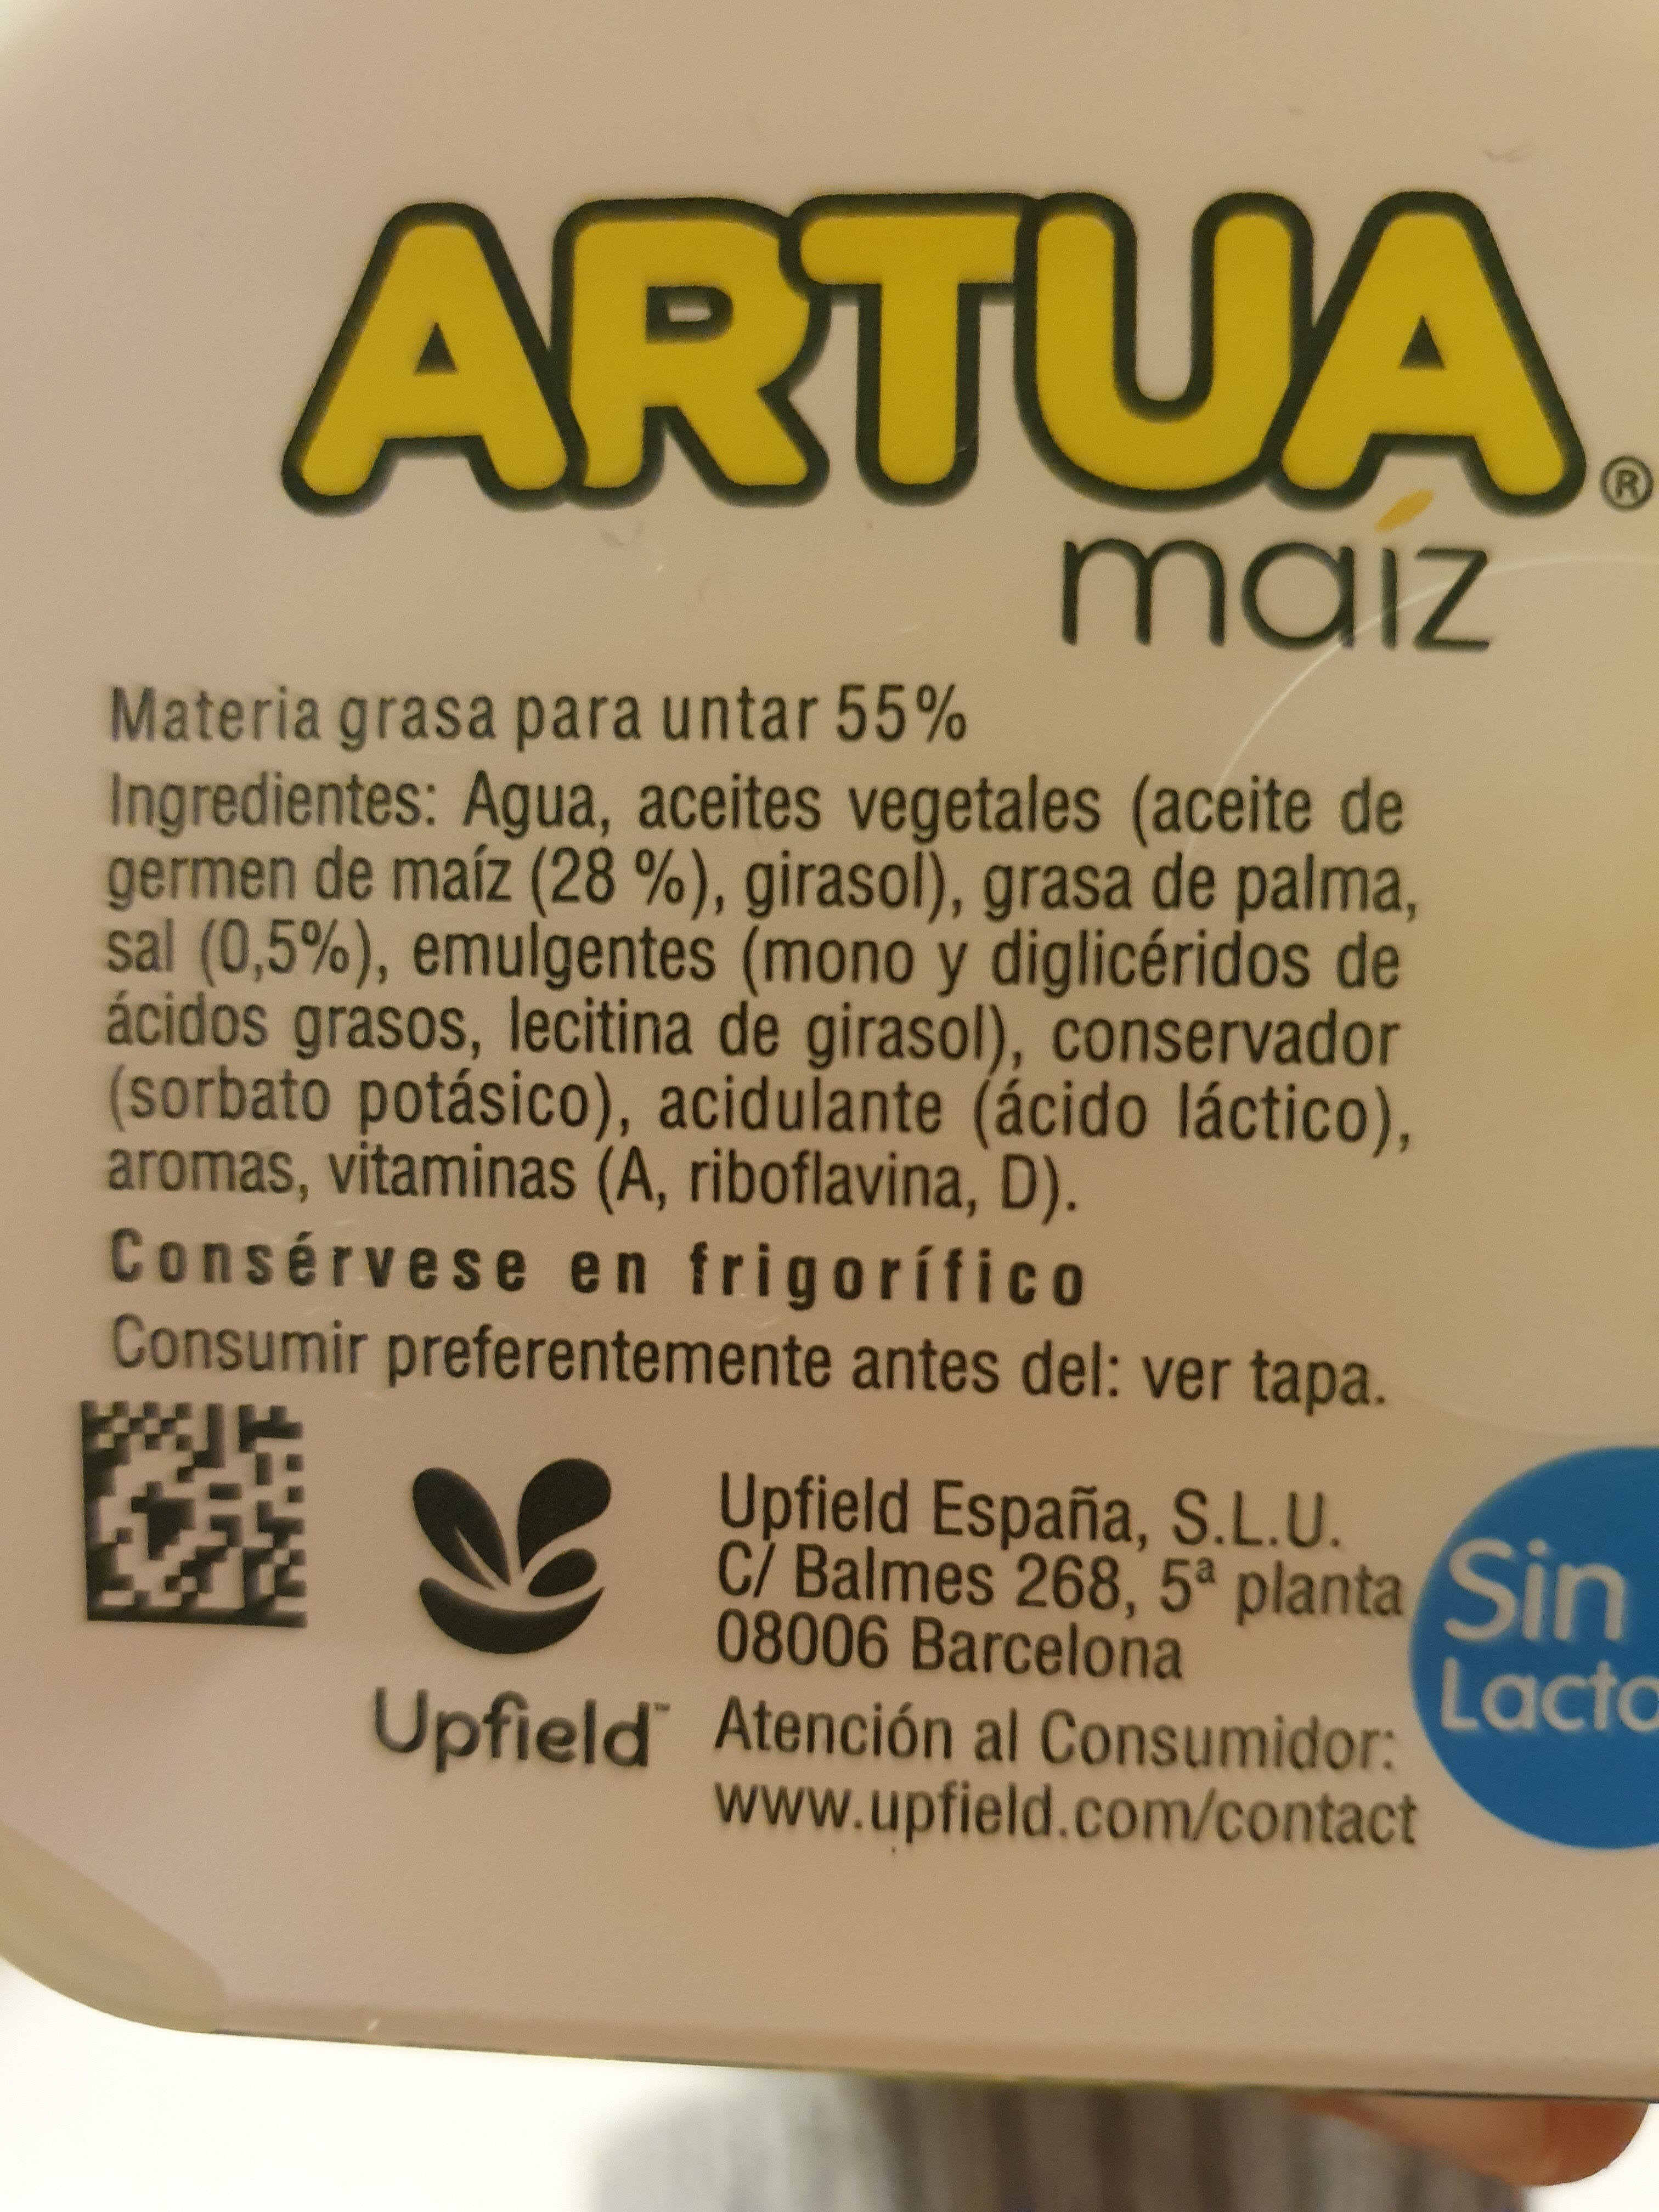 ARTUA®
maíz
Materia grasa para untar 55%
Ingredientes: Agua, aceites vegetales (aceite de
germen de maíz (28 %), girasol), grasa de palma,
sal (0,5%), emulgentes (mono y diglicéridos de
ácidos grasos, lecitina de girasol), conservador
(sorbato potásico), acidulante (ácido láctico),
aromas, vitaminas (A, riboflavina, D).
Consérvese en frigorífico
Consumir preferentemente antes del: ver tapa.
Upfield™
Upfield España, S.L.U.
C/ Balmes 268, 5ª planta
08006 Barcelona
Atención al Consumidor:
www.upfield.com/contact
Sin
Lacto